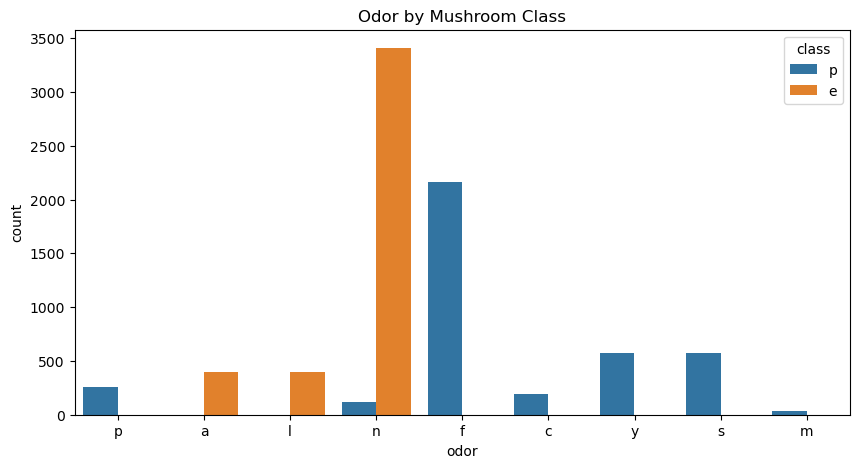 Odor by Mushroom Class
class
p
e
3500
3000
2500
2000
1500
1000
500
0
count
p a l n f c y s m
odor